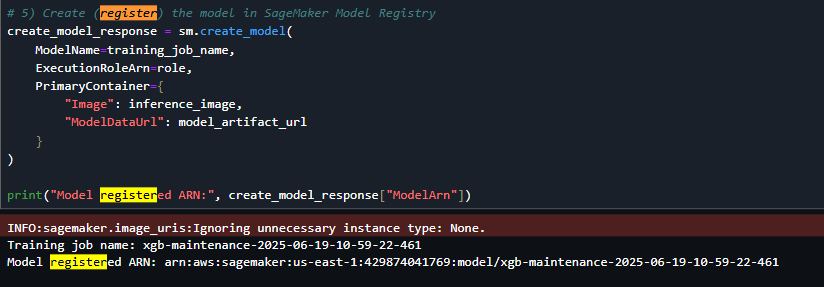 # 5) Create (register) the model in SageMaker Model Registry
create_model_response = sm.create_model(
    ModelName=training_job_name,
    ExecutionRoleArn=role,
    PrimaryContainer={
        "Image": inference_image,
        "ModelDataUrl": model_artifact_url
    }
)
print("Model registered ARN:", create_model_response["ModelArn"])
INFO:sagemaker.image_uris:Ignoring unnecessary instance type: None.
Training job name: xgb-maintenance-2025-06-19-10-59-22-461
Model registered ARN: arn:aws:sagemaker:us-east-1:429874041769:model/xgb-maintenance-2025-06-19-10-59-22-461